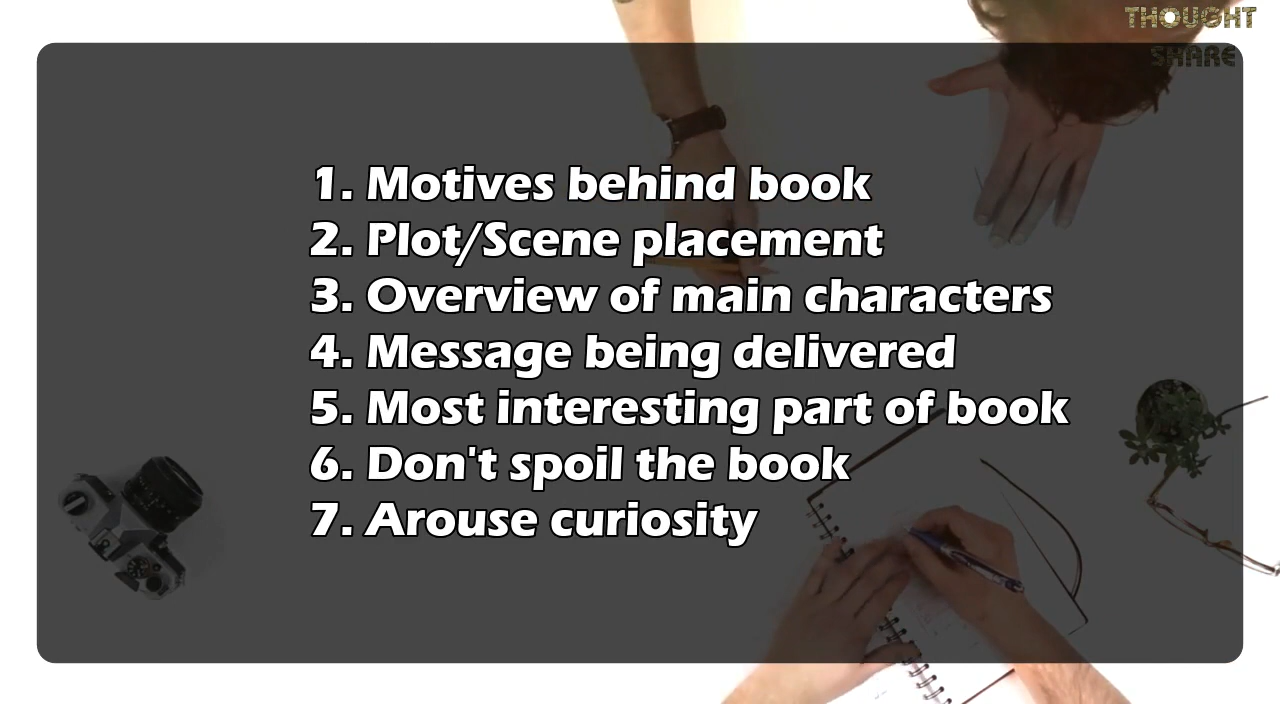 THOUGHT
SHARE
1. Motives behind book
2. Plot/Scene placement
3. Overview of main characters
4. Message being delivered
5. Most interesting part of book
6. Don't spoil the book
7. Arouse curiosity